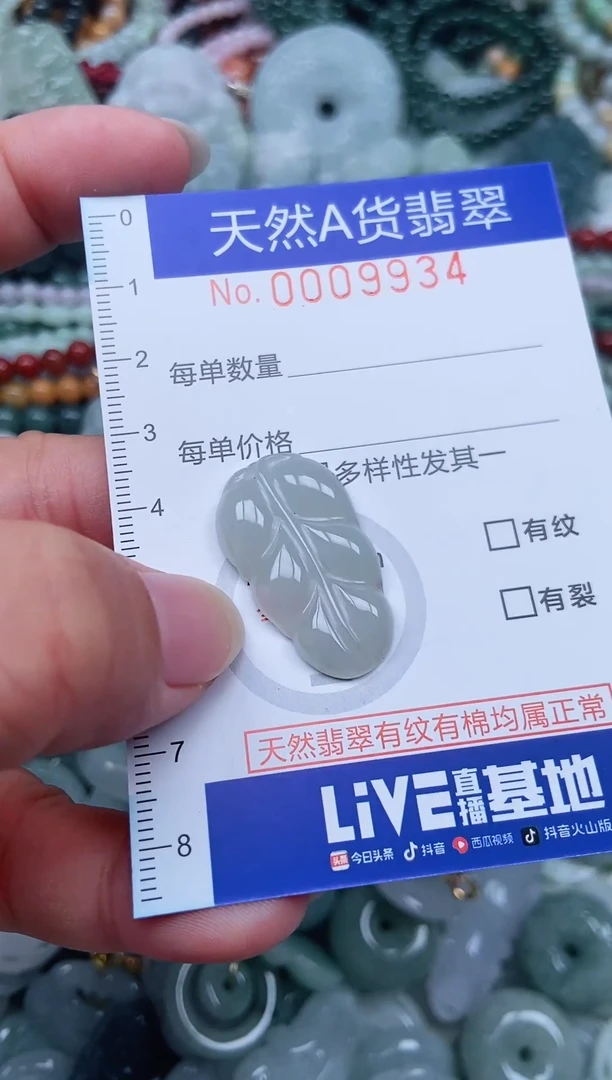 天然A货翡翠
No. 0009934
0
1
2
3
4
7
8
每单数量
每单价格
多样性发其一
有纹
有裂
天然翡翠有纹有棉均属正常
LiVE直播基地
头条 今日头条 抖音 西瓜视频 抖音火山版